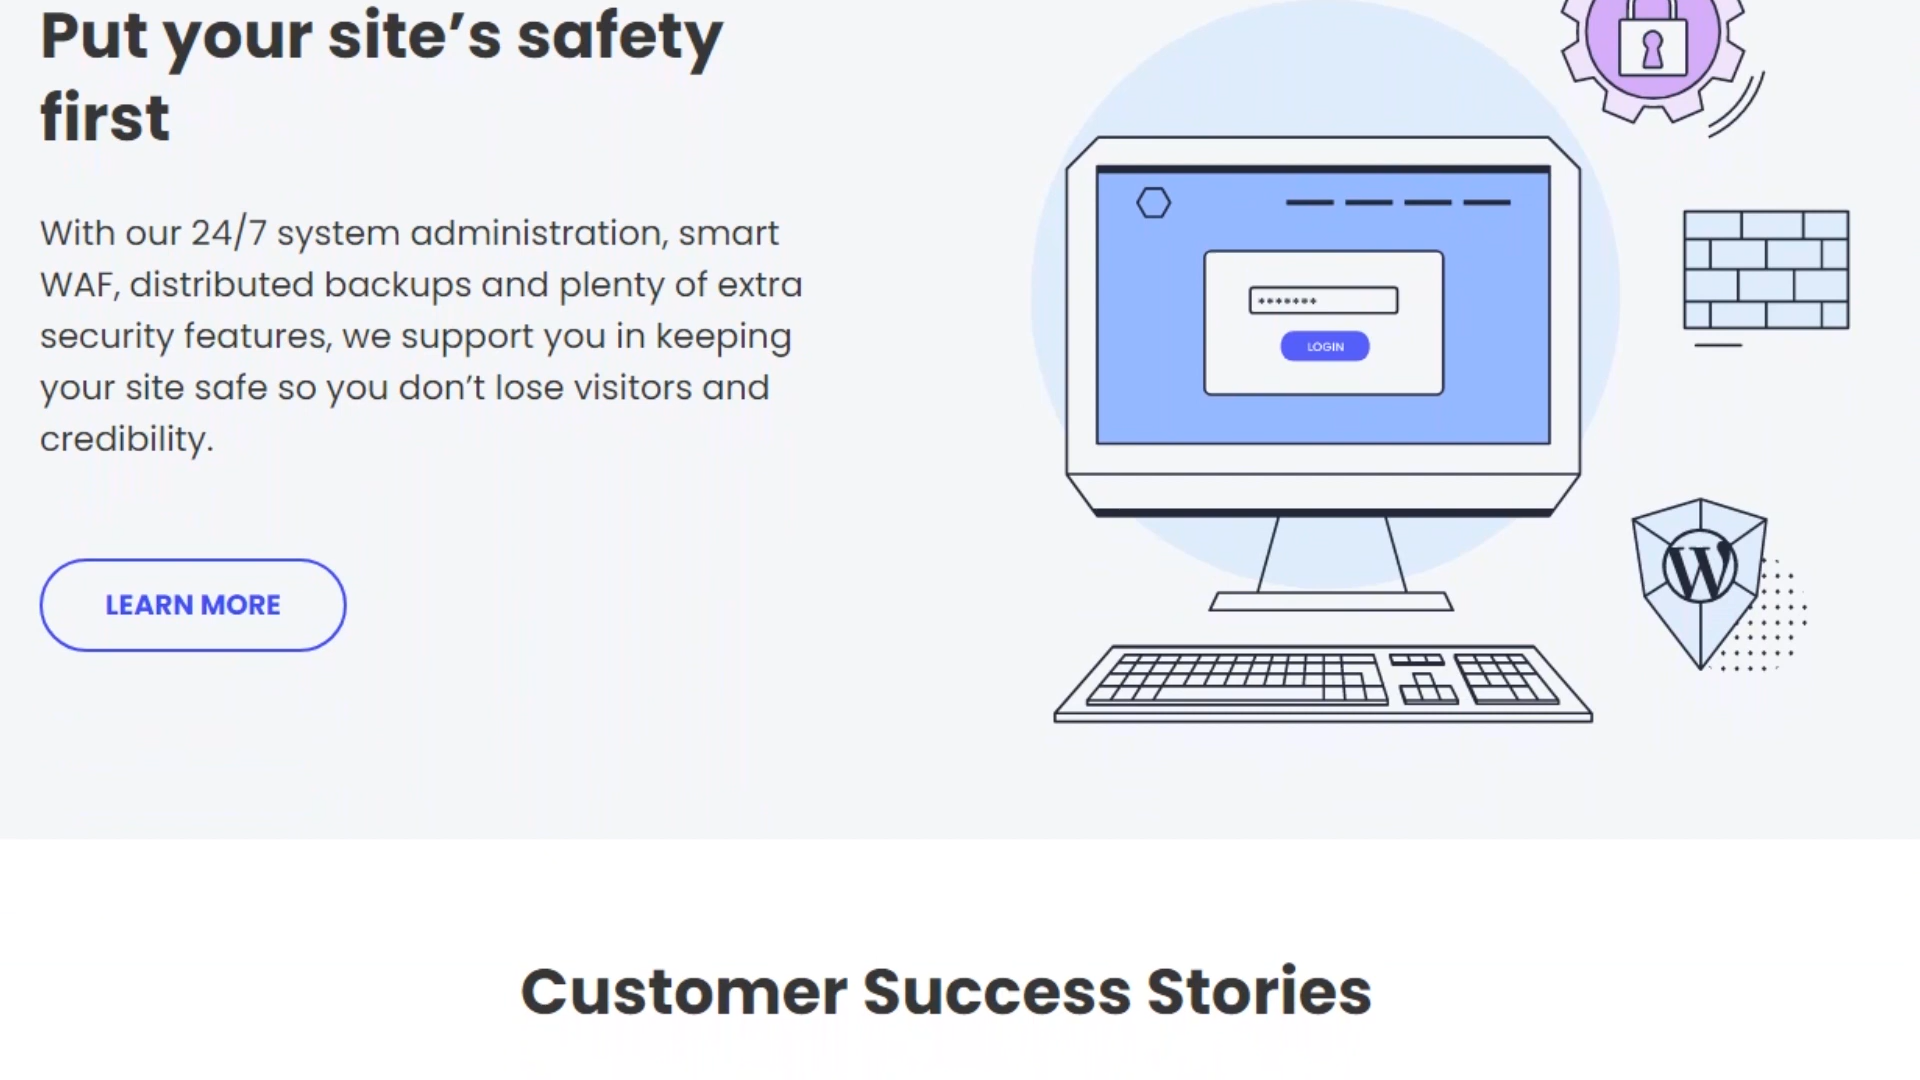 Put your site’s safety
first
With our 24/7 system administration, smart
WAF, distributed backups and plenty of extra
security features, we support you in keeping
your site safe so you don’t lose visitors and
credibility.
LEARN MORE
*******
LOGIN
W
Customer Success Stories